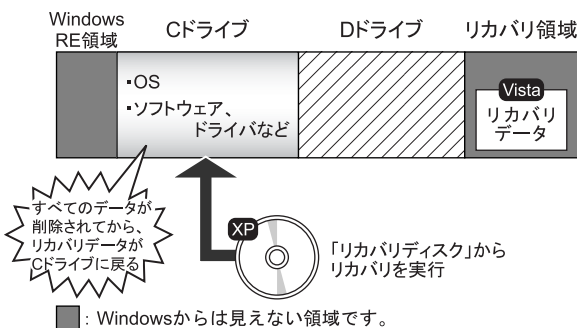 Windows
RE領域
Cドライブ
Dドライブ
リカバリ領域
・OS
・ソフトウェア、
ドライバなど
Vista
リカバリ
データ
すべてのデータが
削除されてから、
リカバリデータが
Cドライブに戻る
XP
「リカバリディスク」から
リカバリを実行
：Windowsからは見えない領域です。